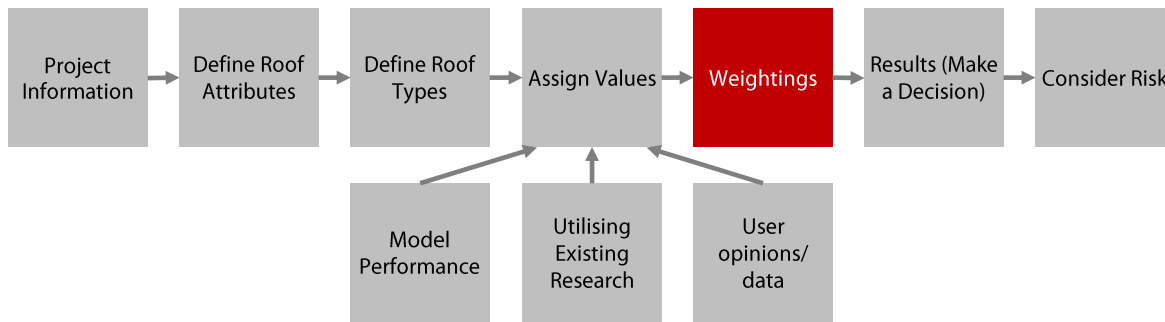 Project
Information
Define Roof
Attributes
Define Roof
Types
Assign Values
Weightings
Results (Make
a Decision)
Consider Risk
Model
Performance
Utilising
Existing
Research
User
opinions/
data